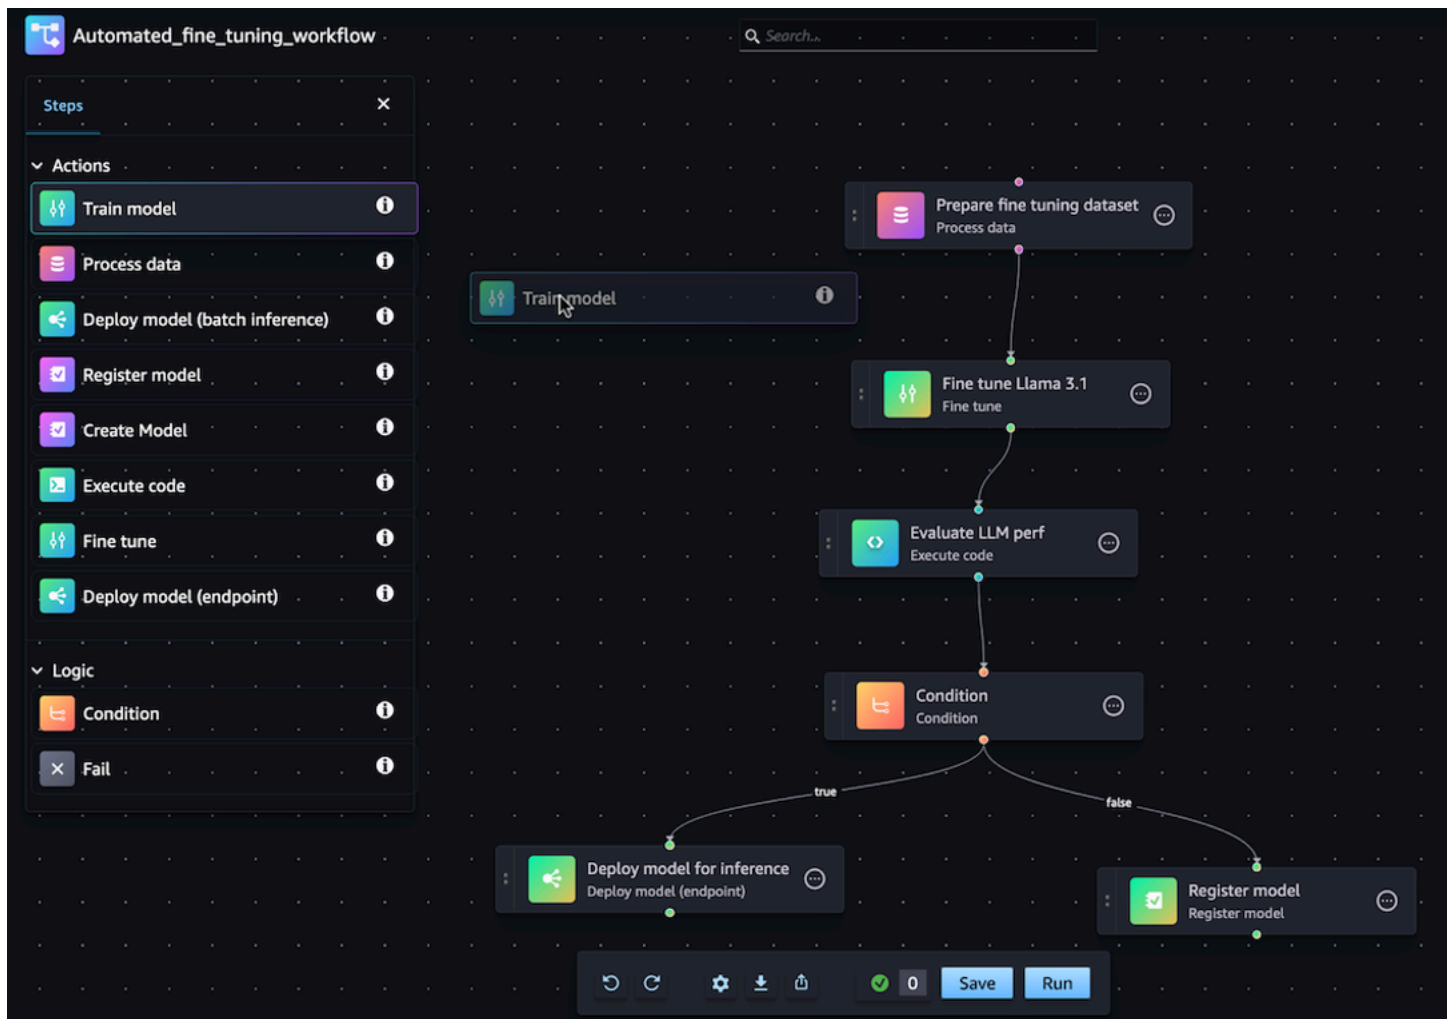 Automated_fine_tuning_workflow
Search...
Steps
Actions
Train model
Process data
Deploy model (batch inference)
Register model
Create Model
Execute code
Fine tune
Deploy model (endpoint)
Logic
Condition
Fail
Train model
Prepare fine tuning dataset
Process data
Fine tune Llama 3.1
Fine tune
Evaluate LLM perf
Execute code
Condition
Condition
true
false
Deploy model for inference
Deploy model (endpoint)
Register model
Register model
0
Save
Run